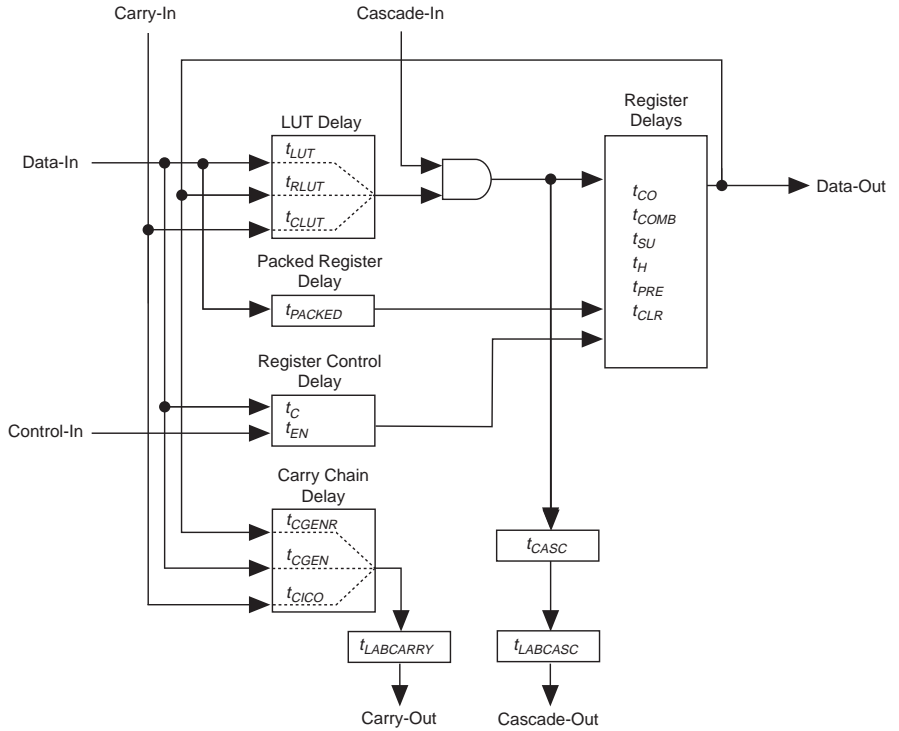 Carry-In
Cascade-In
Register
Delays
LUT Delay
Data-In
tLUT
tRLUT
tCLUT
tCO
tCOMB
tSU
tH
tPRE
tCLR
Data-Out
Packed Register
Delay
tPACKED
Register Control
Delay
tC
tEN
Control-In
Carry Chain
Delay
tCGENR
tCGEN
tCICO
tCASC
tLABCARRY
tLABCASC
Carry-Out
Cascade-Out